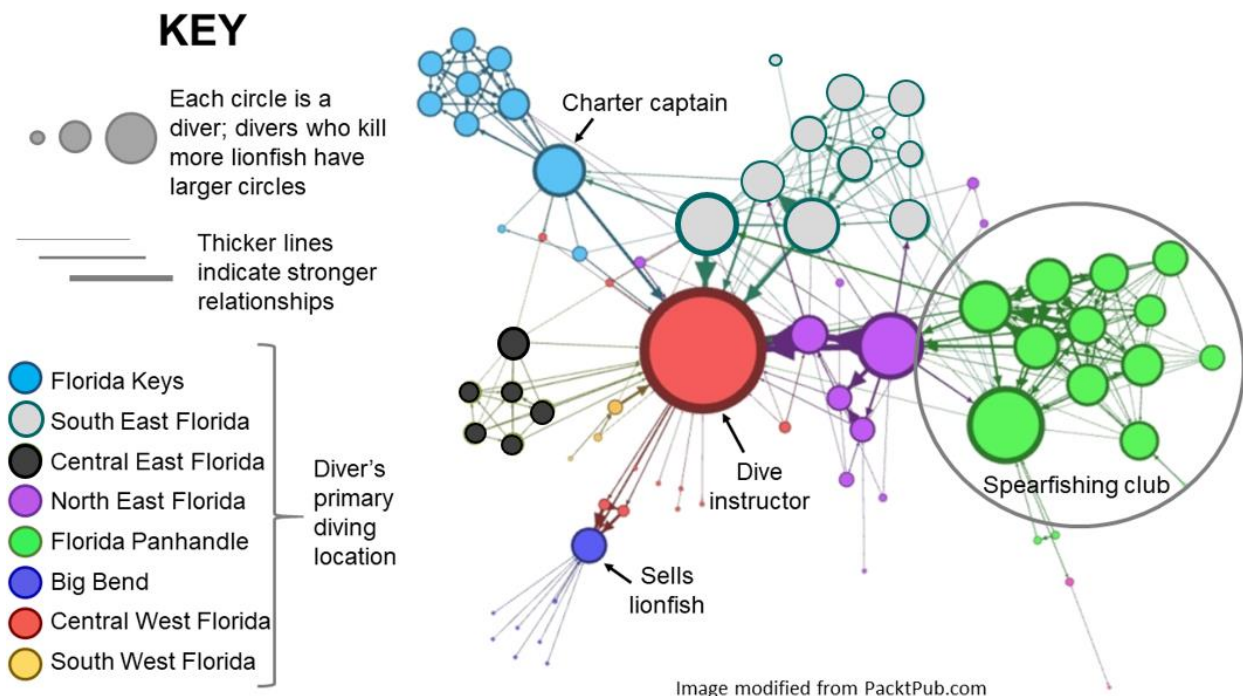 KEY
Each circle is a
diver; divers who kill
more lionfish have
larger circles
Thicker lines
indicate stronger
relationships
Florida Keys
South East Florida
Central East Florida
North East Florida
Florida Panhandle
Big Bend
Central West Florida
South West Florida
Diver's
primary
diving
location
Charter captain
Dive
instructor
Spearfishing club
Sells
lionfish
Image modified from PacktPub.com